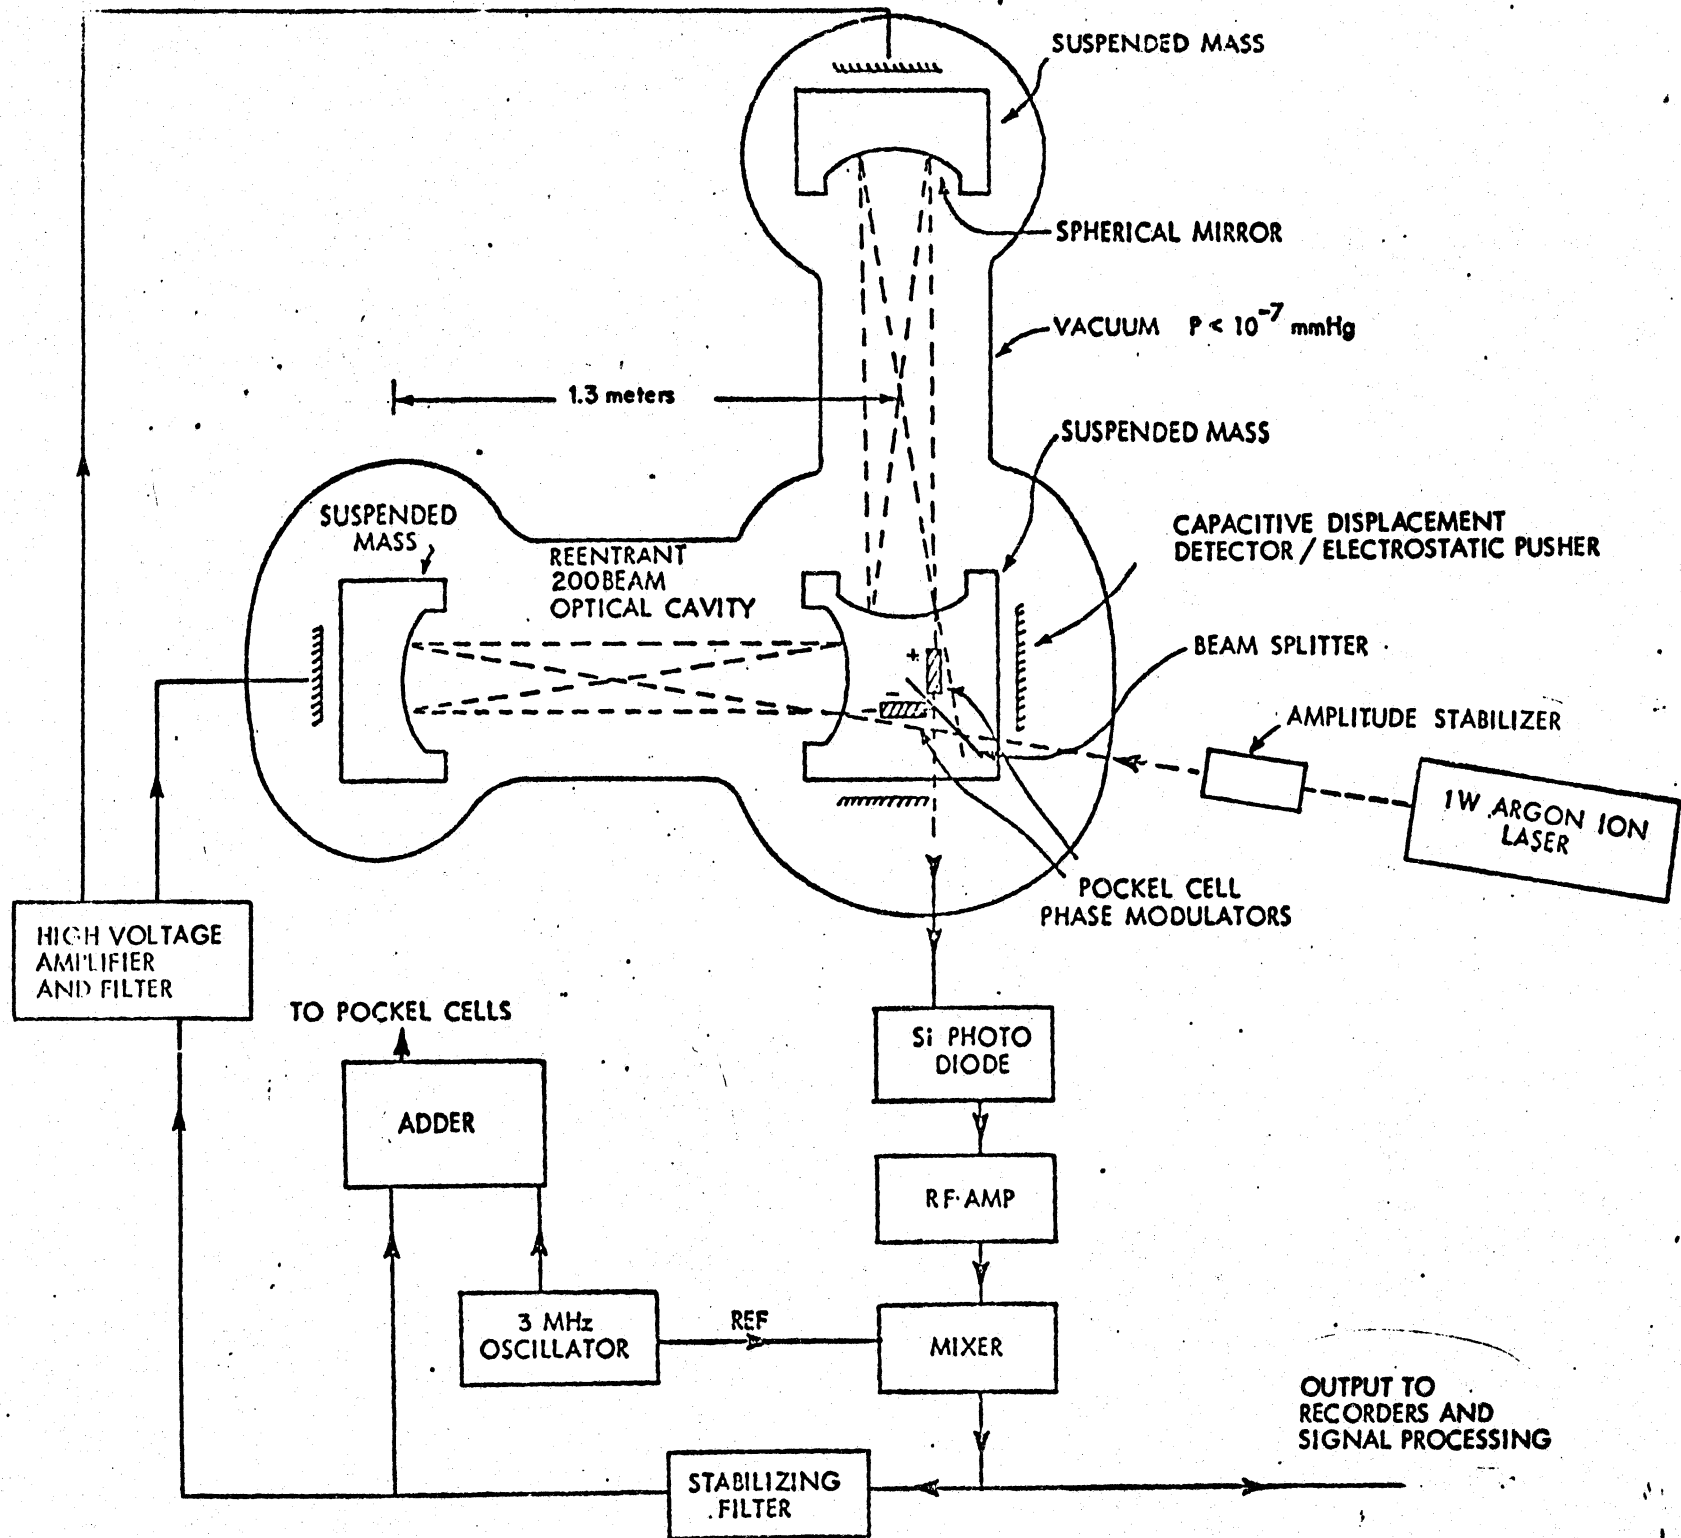 SUSPENDED MASS
SPHERICAL MIRROR
VACUUM P < 10⁻⁷ mmHg
1.3 meters
SUSPENDED MASS
SUSPENDED
MASS
REENTRANT
200BEAM
OPTICAL CAVITY
CAPACITIVE DISPLACEMENT
DETECTOR / ELECTROSTATIC PUSHER
BEAM SPLITTER
+
-
AMPLITUDE STABILIZER
1W ARGON ION
LASER
POCKEL CELL
PHASE MODULATORS
HIGH VOLTAGE
AMPLIFIER
AND FILTER
TO POCKEL CELLS
Si PHOTO
DIODE
ADDER
RF AMP
3 MHz
OSCILLATOR
REF
MIXER
OUTPUT TO
RECORDERS AND
SIGNAL PROCESSING
STABILIZING
FILTER